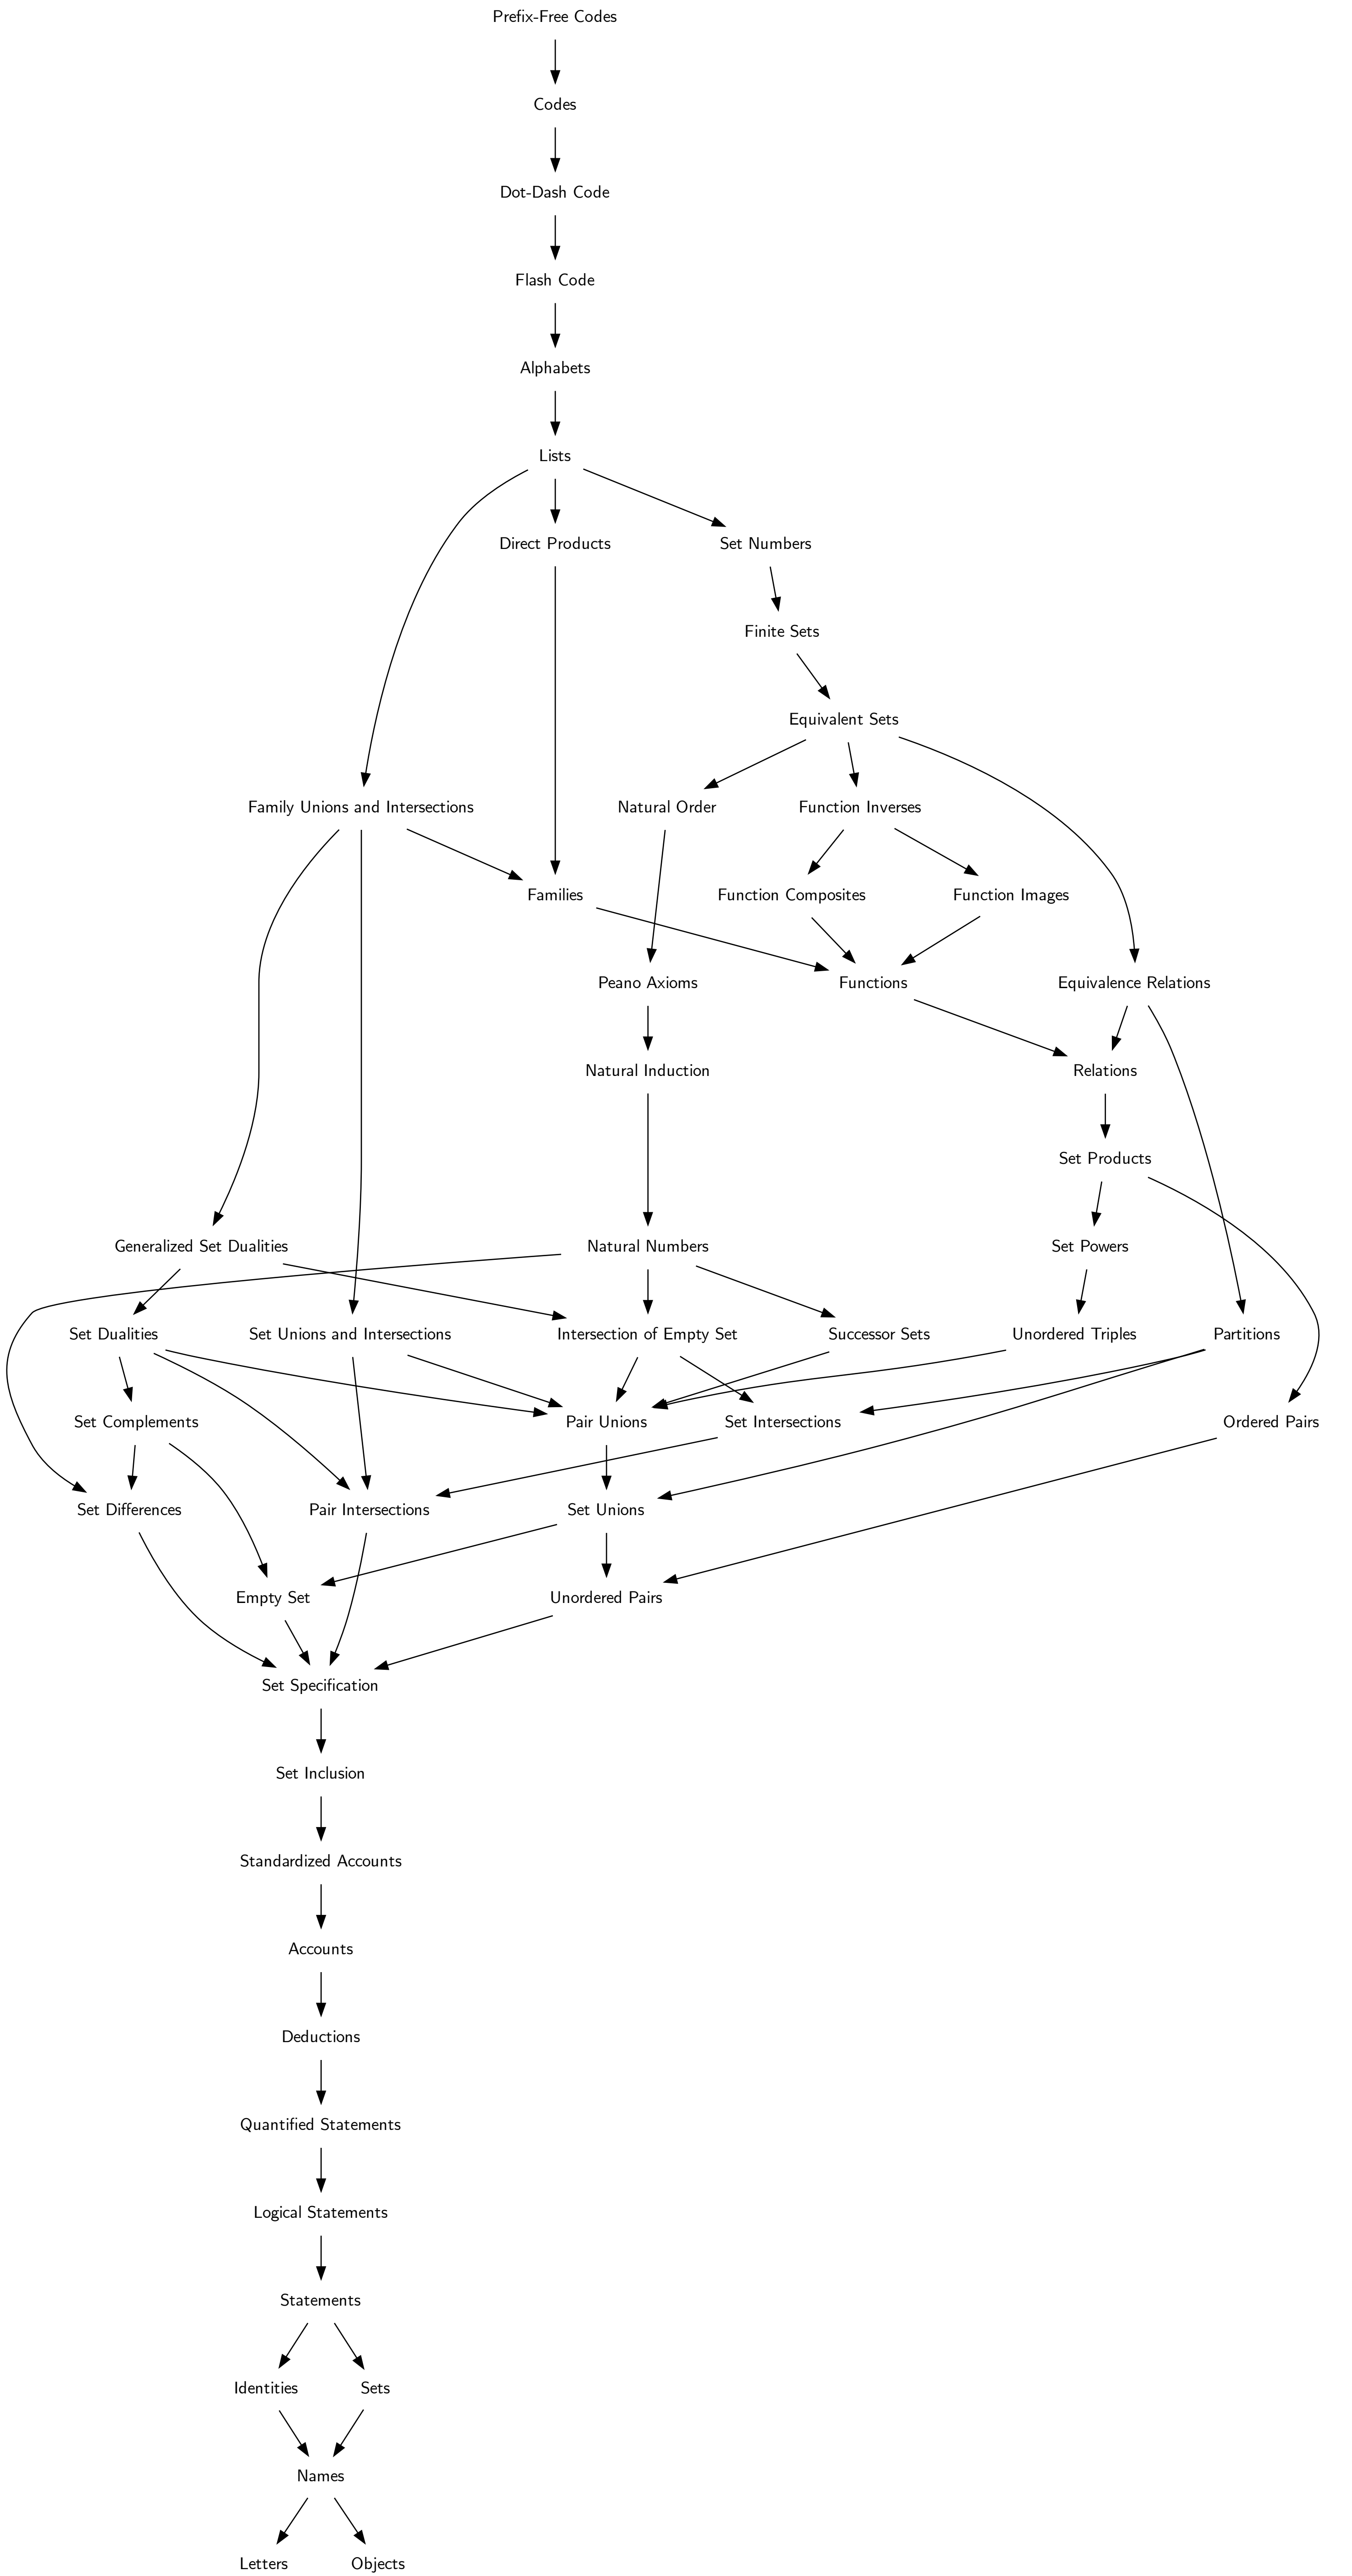 Prefix-Free Codes
Codes
Dot-Dash Code
Flash Code
Alphabets
Lists
Direct Products
Set Numbers
Finite Sets
Equivalent Sets
Family Unions and Intersections
Natural Order
Function Inverses
Families
Function Composites
Function Images
Peano Axioms
Functions
Equivalence Relations
Natural Induction
Relations
Set Products
Generalized Set Dualities
Natural Numbers
Set Powers
Set Dualities
Set Unions and Intersections
Intersection of Empty Set
Successor Sets
Unordered Triples
Partitions
Set Complements
Pair Unions
Set Intersections
Ordered Pairs
Set Differences
Pair Intersections
Set Unions
Empty Set
Unordered Pairs
Set Specification
Set Inclusion
Standardized Accounts
Accounts
Deductions
Quantified Statements
Logical Statements
Statements
Identities
Sets
Names
Letters
Objects